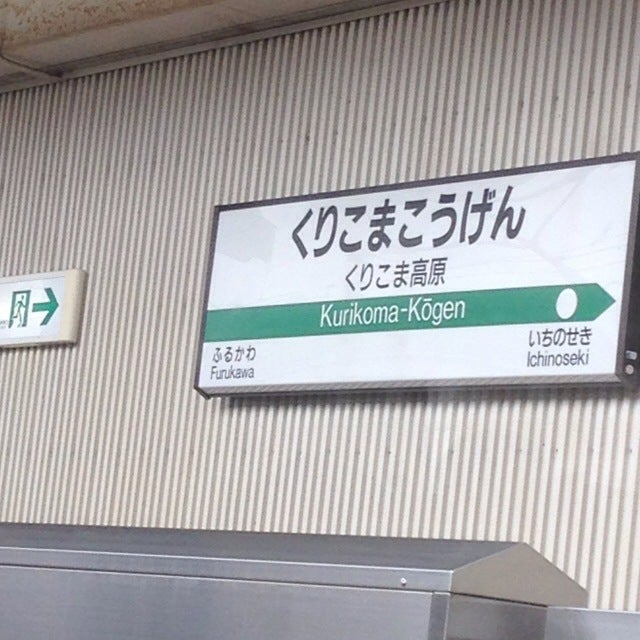 くりこまこうげん
くりこま高原
Kurikoma-Kōgen
ふるかわ
Furukawa
いちのせき
Ichinoseki